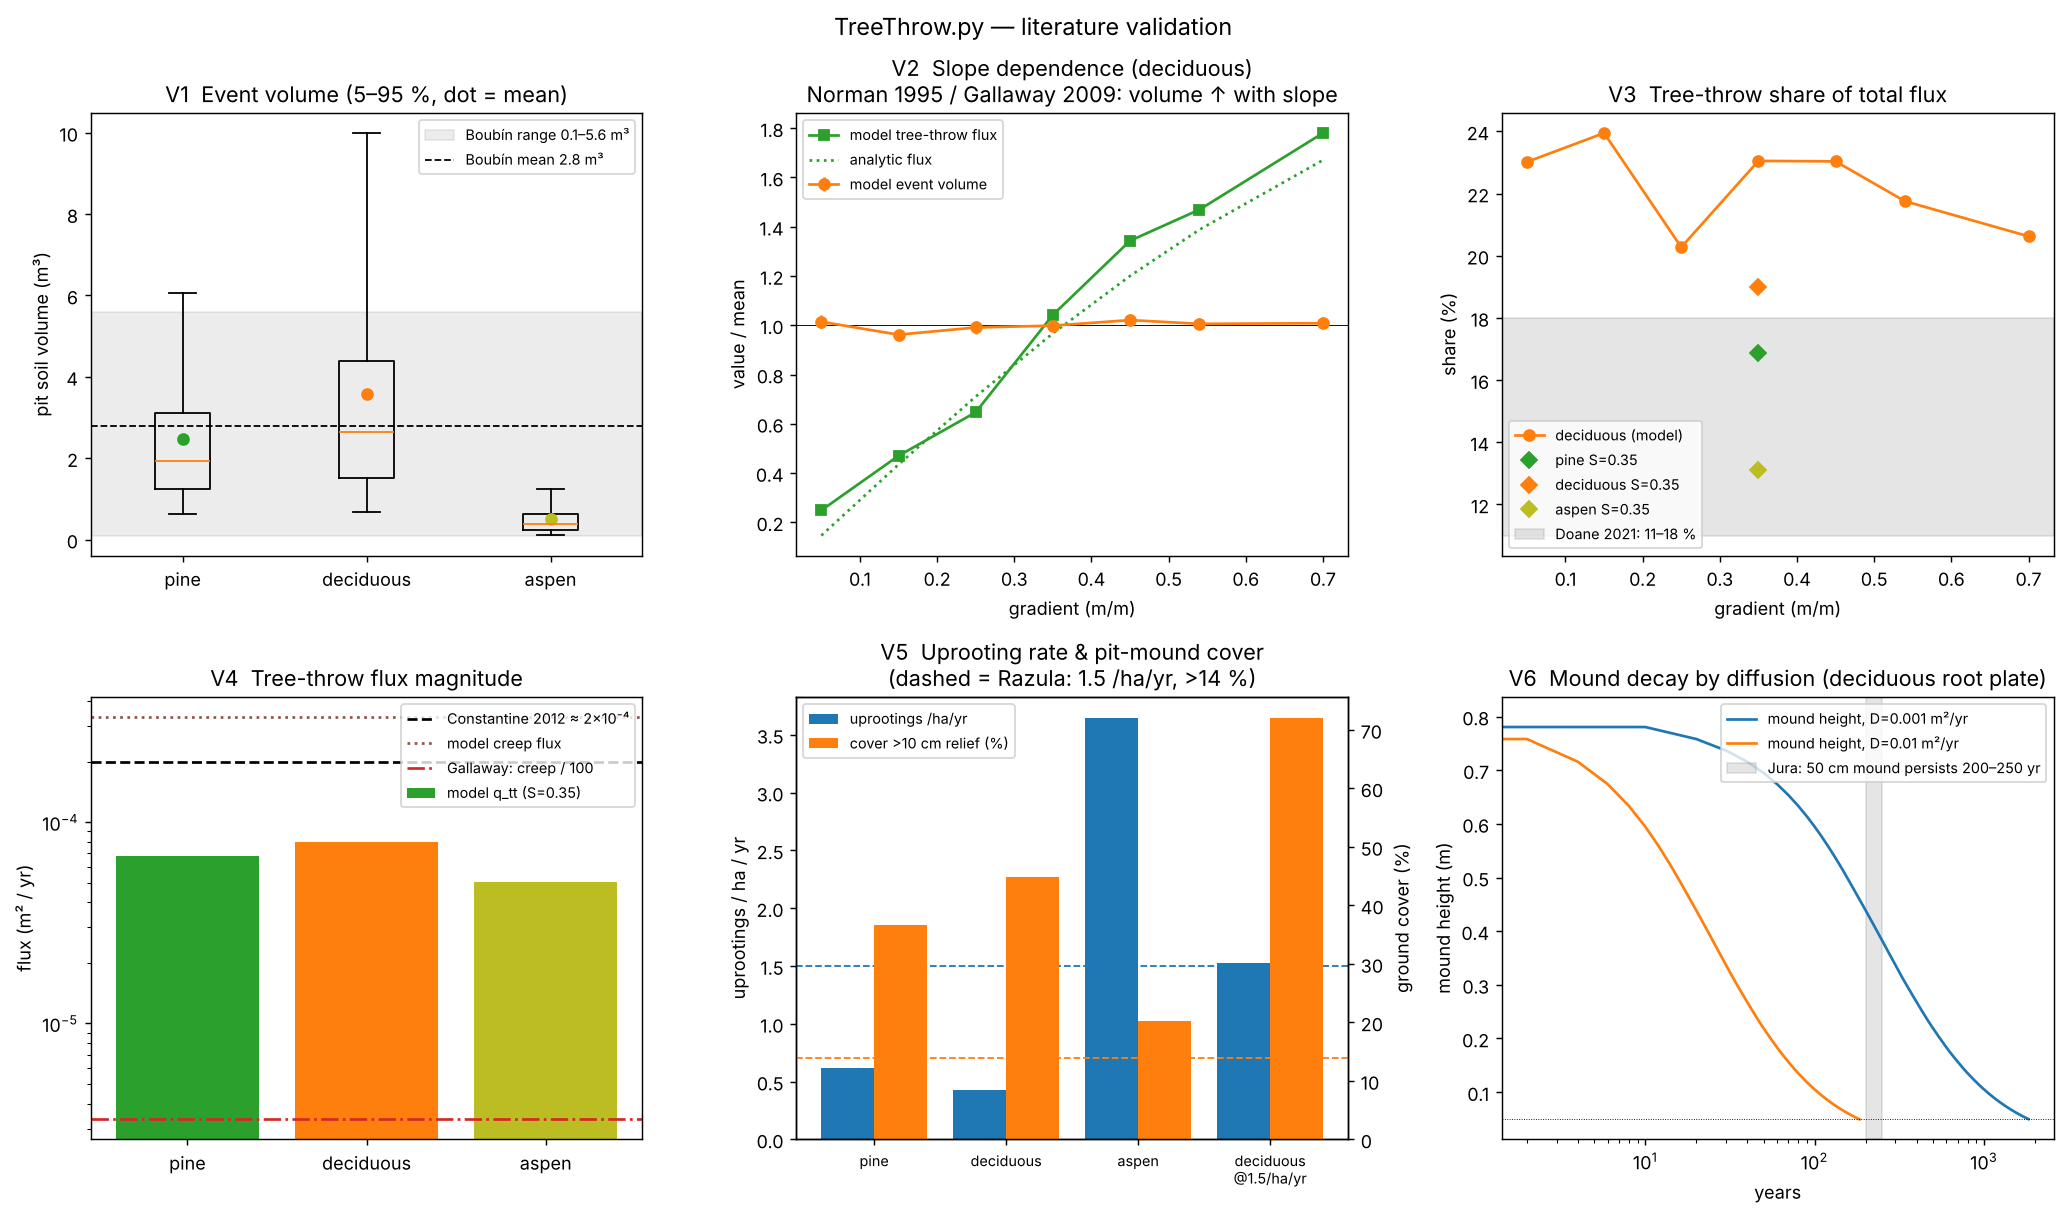 TreeThrow.py — literature validation
V1  Event volume (5–95 %, dot = mean)
Boubín range 0.1–5.6 m³
Boubín mean 2.8 m³
pit soil volume (m³)
10
8
6
4
2
0
pine
deciduous
aspen
V2  Slope dependence (deciduous)
Norman 1995 / Gallaway 2009: volume ↑ with slope
model tree-throw flux
analytic flux
model event volume
value / mean
1.8
1.6
1.4
1.2
1.0
0.8
0.6
0.4
0.2
0.1
0.2
0.3
0.4
0.5
0.6
0.7
gradient (m/m)
V3  Tree-throw share of total flux
share (%)
24
22
20
18
16
14
12
deciduous (model)
pine S=0.35
deciduous S=0.35
aspen S=0.35
Doane 2021: 11–18 %
0.1
0.2
0.3
0.4
0.5
0.6
0.7
gradient (m/m)
V4  Tree-throw flux magnitude
Constantine 2012 ≈ 2×10⁻⁴
model creep flux
Gallaway: creep / 100
model q_tt (S=0.35)
flux (m² / yr)
10⁻⁴
10⁻⁵
pine
deciduous
aspen
V5  Uprooting rate & pit-mound cover
(dashed = Razula: 1.5 /ha/yr, >14 %)
uprootings /ha/yr
cover >10 cm relief (%)
uprootings / ha / yr
3.5
3.0
2.5
2.0
1.5
1.0
0.5
0.0
70
60
50
40
30
20
10
0
ground cover (%)
pine
deciduous
aspen
deciduous
@1.5/ha/yr
V6  Mound decay by diffusion (deciduous root plate)
mound height, D=0.001 m²/yr
mound height, D=0.01 m²/yr
Jura: 50 cm mound persists 200–250 yr
mound height (m)
0.8
0.7
0.6
0.5
0.4
0.3
0.2
0.1
10¹
10²
10³
years